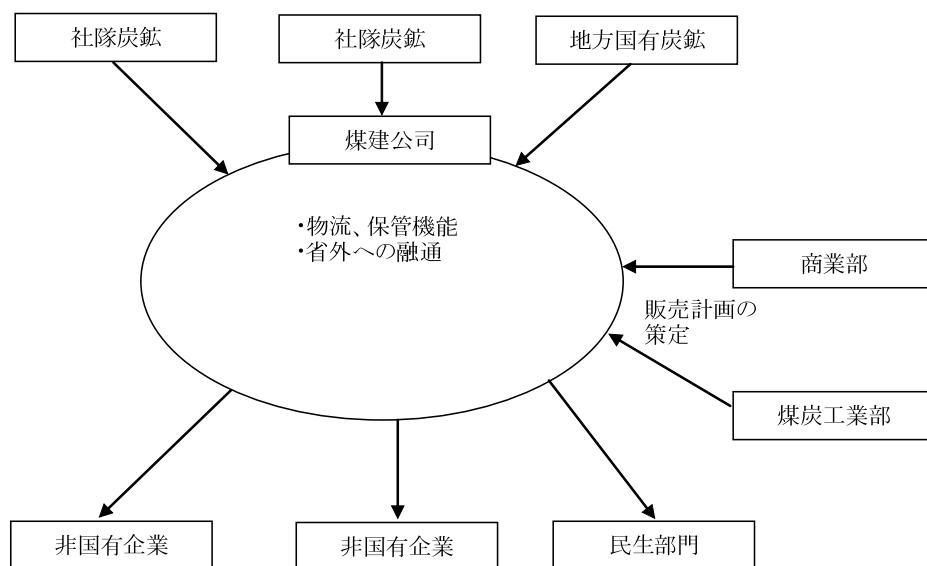 社隊炭鉱
社隊炭鉱
地方国有炭鉱
煤建公司
・物流、保管機能
・省外への融通
商業部
販売計画の
策定
煤炭工業部
非国有企業
非国有企業
民生部門